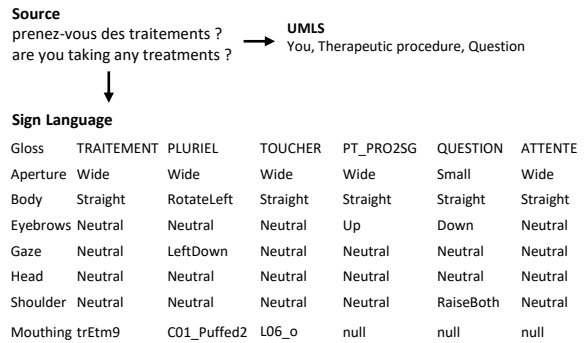 Source
prenez-vous des traitements ?
are you taking any treatments ?
UMLS
You, Therapeutic procedure, Question
Sign Language
Gloss TRAITEMENT PLURIEL TOUCHER PT_PRO2SG QUESTION ATTENTE
Aperture Wide Wide Wide Wide Small Wide
Body Straight RotateLeft Straight Straight Straight Straight
Eyebrows Neutral Neutral Neutral Up Down Neutral
Gaze Neutral LeftDown Neutral Neutral Neutral Neutral
Head Neutral Neutral Neutral Neutral Neutral Neutral
Shoulder Neutral Neutral Neutral Neutral RaiseBoth Neutral
Mouthing trEtm9 C01_Puffed2 L06_o null null null